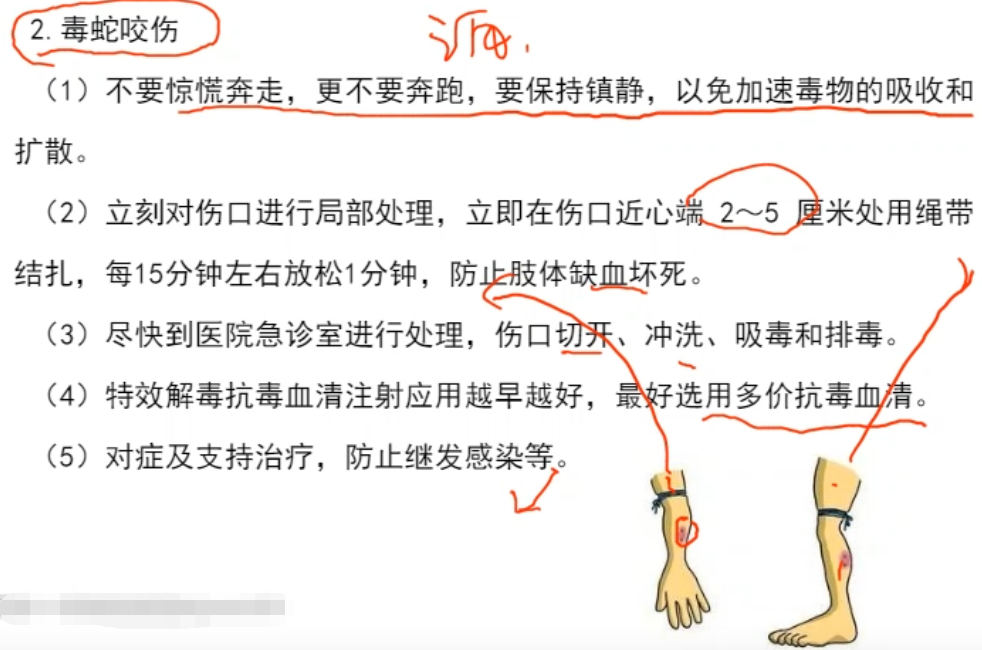 2. 毒蛇咬伤
（1）不要惊慌奔走，更不要奔跑，要保持镇静，以免加速毒物的吸收和
扩散。
（2）立刻对伤口进行局部处理，立即在伤口近心端 2～5 厘米处用绳带
结扎，每15分钟左右放松1分钟，防止肢体缺血坏死。
（3）尽快到医院急诊室进行处理，伤口切开、冲洗、吸毒和排毒。
（4）特效解毒抗毒血清注射应用越早越好，最好选用多价抗毒血清。
（5）对症及支持治疗，防止继发感染等。